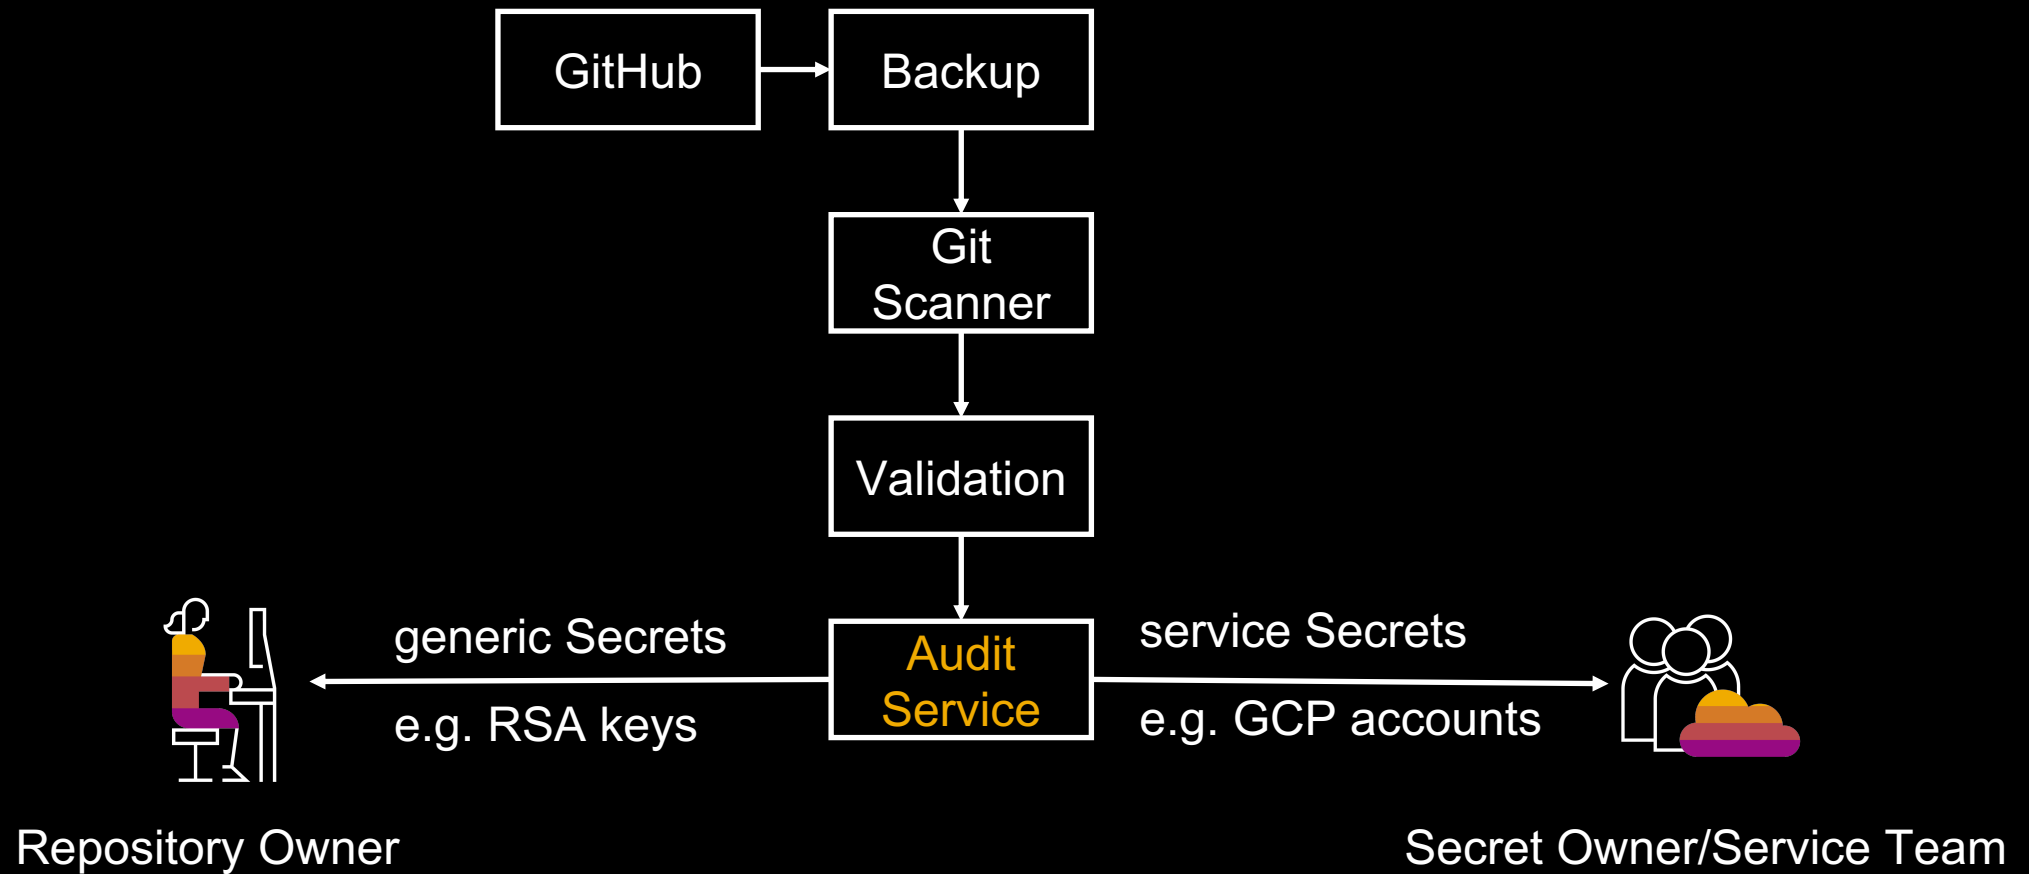 GitHub
Backup
Git
Scanner
Validation
generic Secrets
e.g. RSA keys
Audit
Service
service Secrets
e.g. GCP accounts
Repository Owner
Secret Owner/Service Team